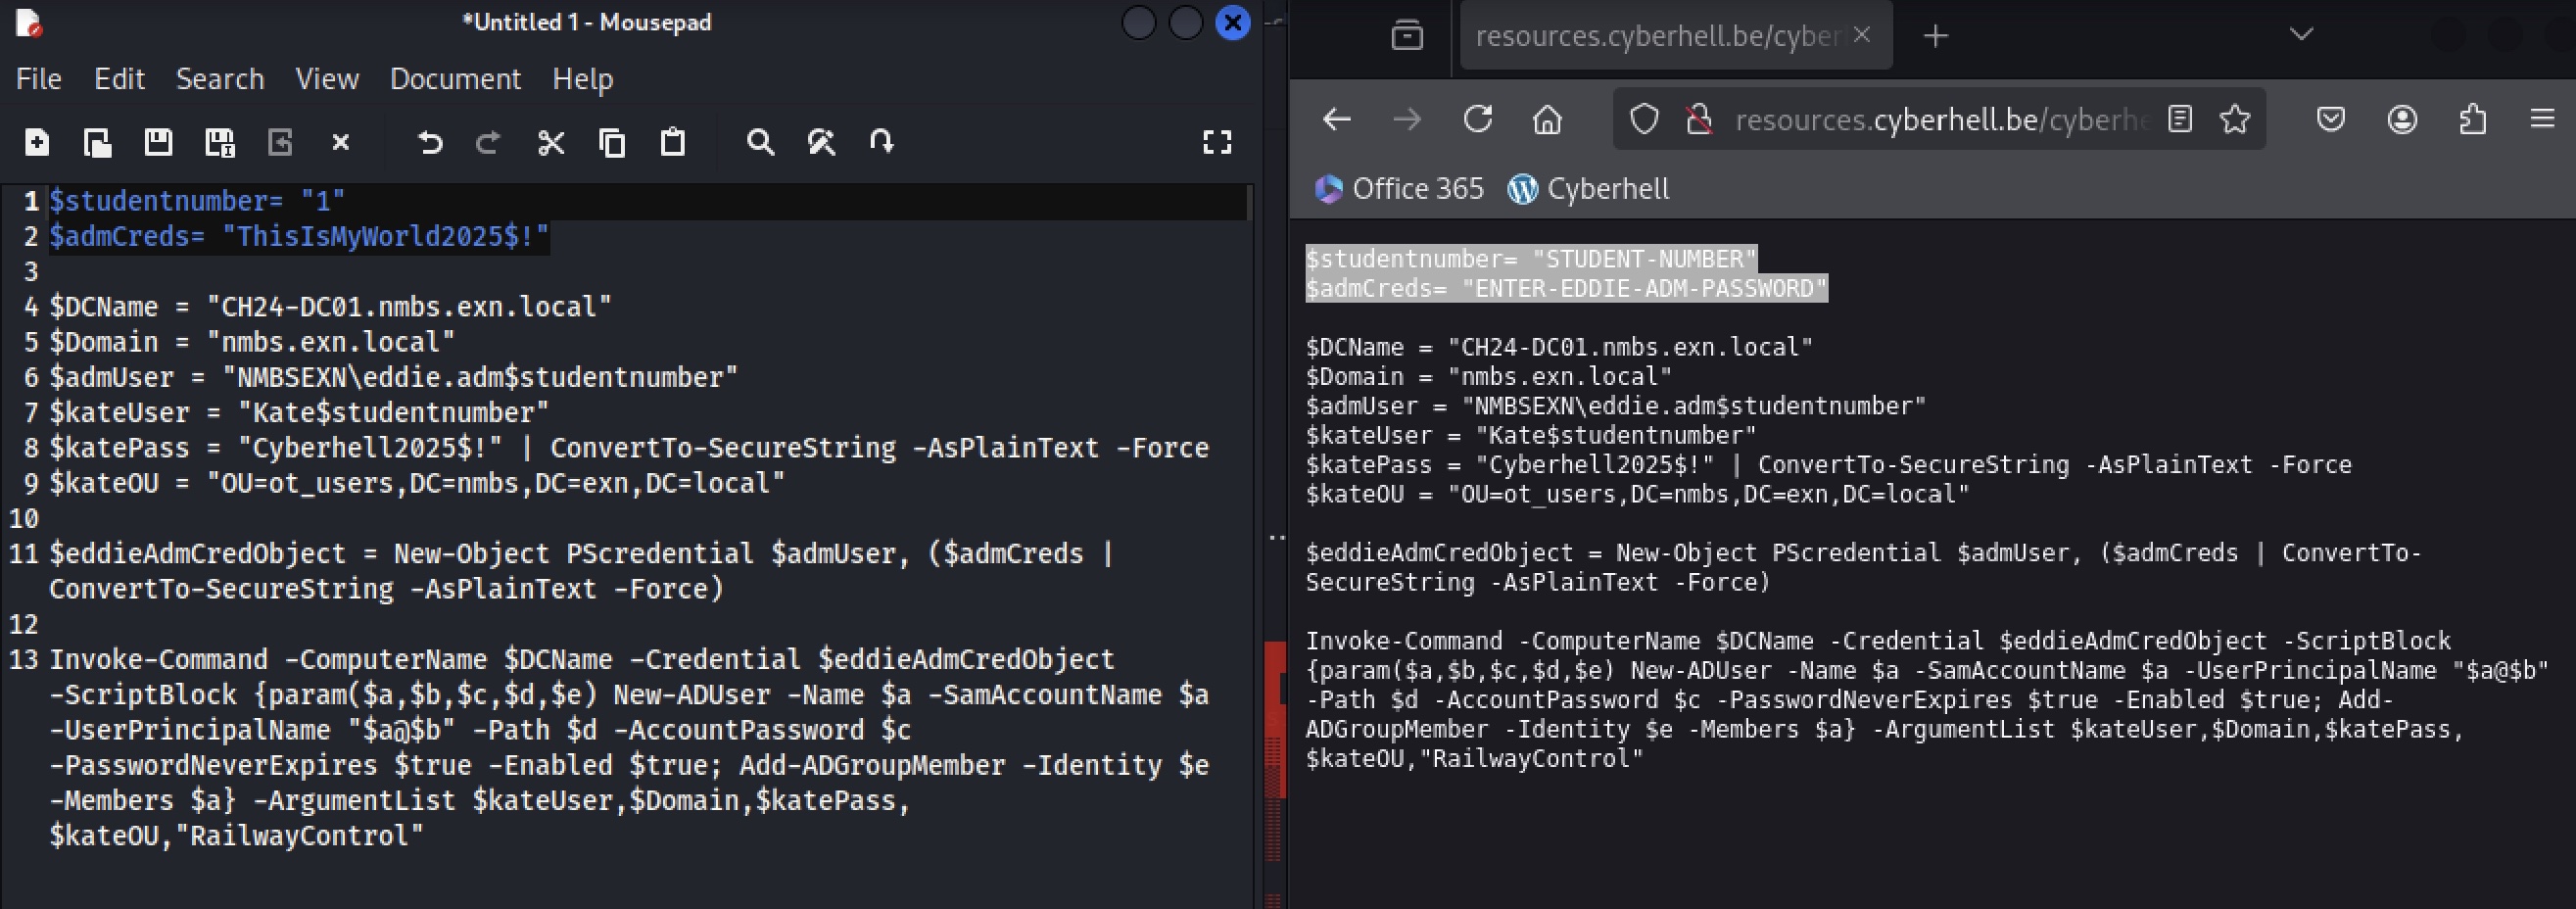 *Untitled 1 - Mousepad
File Edit Search View Document Help
1 $studentnumber= "1"
2 $admCreds= "ThisIsMyWorld2025$!"
3
4 $DCName = "CH24-DC01.nmbs.exn.local"
5 $Domain = "nmbs.exn.local"
6 $admUser = "NMBSEXN\eddie.adm$studentnumber"
7 $kateUser = "Kate$studentnumber"
8 $katePass = "Cyberhell2025$!" | ConvertTo-SecureString -AsPlainText -Force
9 $kateOU = "OU=ot_users,DC=nmbs,DC=exn,DC=local"
10
11 $eddieAdmCredObject = New-Object PScredential $admUser, ($admCreds |
ConvertTo-SecureString -AsPlainText -Force)
12
13 Invoke-Command -ComputerName $DCName -Credential $eddieAdmCredObject
-ScriptBlock {param($a,$b,$c,$d,$e) New-ADUser -Name $a -SamAccountName $a
-UserPrincipalName "$a@$b" -Path $d -AccountPassword $c
-PasswordNeverExpires $true -Enabled $true; Add-ADGroupMember -Identity $e
-Members $a} -ArgumentList $kateUser,$Domain,$katePass,
$kateOU,"RailwayControl"
resources.cyberhell.be/cyber
resources.cyberhell.be/cyberhe
Office 365 Cyberhell
$studentnumber= "STUDENT-NUMBER"
$admCreds= "ENTER-EDDIE-ADM-PASSWORD"
$DCName = "CH24-DC01.nmbs.exn.local"
$Domain = "nmbs.exn.local"
$admUser = "NMBSEXN\eddie.adm$studentnumber"
$kateUser = "Kate$studentnumber"
$katePass = "Cyberhell2025$!" | ConvertTo-SecureString -AsPlainText -Force
$kateOU = "OU=ot_users,DC=nmbs,DC=exn,DC=local"
$eddieAdmCredObject = New-Object PScredential $admUser, ($admCreds | ConvertTo-
SecureString -AsPlainText -Force)
Invoke-Command -ComputerName $DCName -Credential $eddieAdmCredObject -ScriptBlock
{param($a,$b,$c,$d,$e) New-ADUser -Name $a -SamAccountName $a -UserPrincipalName "$a@$b"
-Path $d -AccountPassword $c -PasswordNeverExpires $true -Enabled $true; Add-
ADGroupMember -Identity $e -Members $a} -ArgumentList $kateUser,$Domain,$katePass,
$kateOU,"RailwayControl"